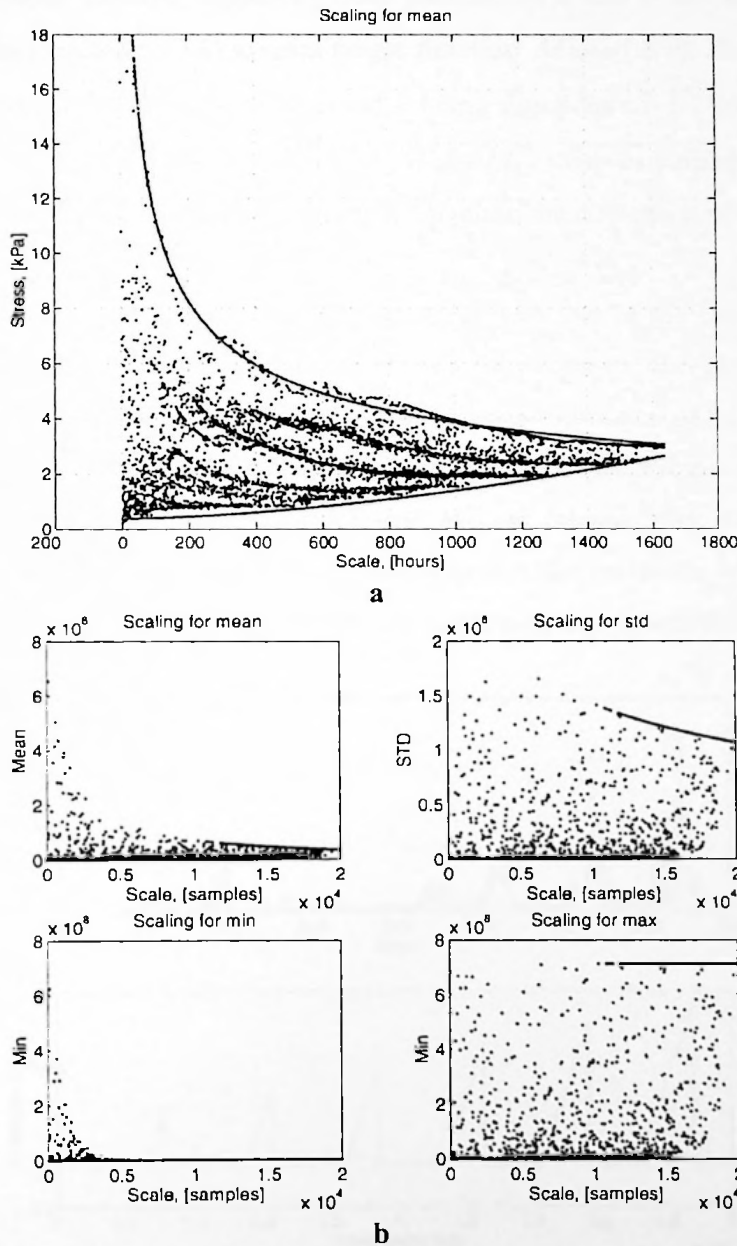 Scaling for mean
18
16
14
12
10
8
6
4
2
0
Stress, [kPa]
200 0 200 400 600 800 1000 1200 1400 1600 1800
Scale, [hours]
a
x 10^6 Scaling for mean
8
6
4
2
0
Mean
0 0.5 1 1.5 2
Scale, [samples] x 10^4
x 10^6 Scaling for std
2
1.5
1
0.5
0
STD
0 0.5 1 1.5 2
Scale, [samples] x 10^4
x 10^8 Scaling for min
8
6
4
2
0
Min
0 0.5 1 1.5 2
Scale, [samples] x 10^4
x 10^8 Scaling for max
8
6
4
2
0
Min
0 0.5 1 1.5 2
Scale, [samples] x 10^4
b